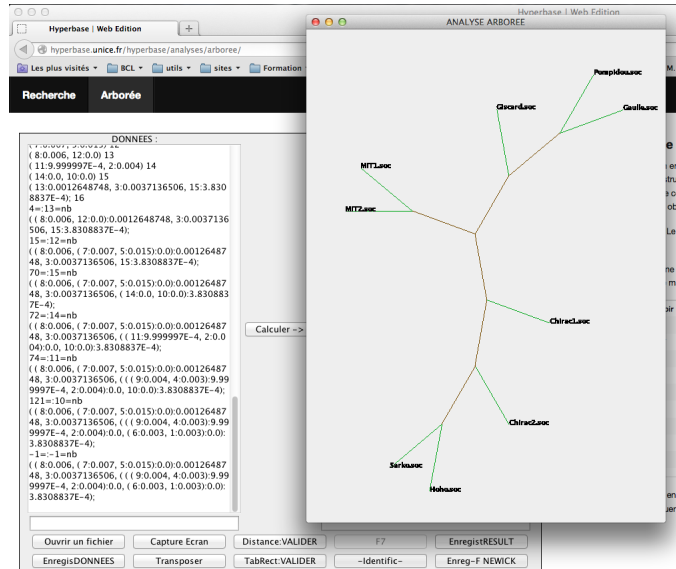 Hyperbase | Web Edition
Hyperbase | Web Edition
hyperbase.unice.fr/hyperbase/analyses/arboree/
Les plus visités BCL utils sites Formation
Recherche Arborée
DONNEES :
( 8:0.006, 12:0.0) 13
( 11:9.999997E-4, 2:0.004) 14
( 14:0.0, 10:0.0) 15
( 13:0.0012648748, 3:0.0037136506, 15:3.830
8837E-4); 16
4=:13=nb
( ( 8:0.006, 12:0.0):0.0012648748, 3:0.0037136
506, 15:3.8308837E-4);
15=:12=nb
( ( 8:0.006, ( 7:0.007, 5:0.015):0.0):0.00126487
48, 3:0.0037136506, 15:3.8308837E-4);
70=:15=nb
( ( 8:0.006, ( 7:0.007, 5:0.015):0.0):0.00126487
48, 3:0.0037136506, ( 14:0.0, 10:0.0):3.830883
7E-4);
72=:14=nb
( ( 8:0.006, ( 7:0.007, 5:0.015):0.0):0.00126487
48, 3:0.0037136506, ( ( 11:9.999997E-4, 2:0.0
04):0.0, 10:0.0):3.8308837E-4);
74=:11=nb
( ( 8:0.006, ( 7:0.007, 5:0.015):0.0):0.00126487
48, 3:0.0037136506, ( ( ( 9:0.004, 4:0.003):9.99
9997E-4, 2:0.004):0.0, 10:0.0):3.8308837E-4);
121=:10=nb
( ( 8:0.006, ( 7:0.007, 5:0.015):0.0):0.00126487
48, 3:0.0037136506, ( ( ( 9:0.004, 4:0.003):9.99
9997E-4, 2:0.004):0.0, ( 6:0.003, 1:0.003):0.0):
3.8308837E-4);
-1=:-1=nb
( ( 8:0.006, ( 7:0.007, 5:0.015):0.0):0.00126487
48, 3:0.0037136506, ( ( ( 9:0.004, 4:0.003):9.99
9997E-4, 2:0.004):0.0, ( 6:0.003, 1:0.003):0.0):
3.8308837E-4);
Calculer ->
ANALYSE ARBOREE
Pompidou.soc
Giscard.soc
Gaulle.soc
MIT1.soc
MIT2.soc
Chirac1.soc
Chirac2.soc
Sarko.soc
Hoho.soc
Ouvrir un fichier Capture Ecran Distance:VALIDER F7 EnregistRESULT
EnregisDONNEES Transposer TabRect:VALIDER -Identific- Enreg-F NEWICK